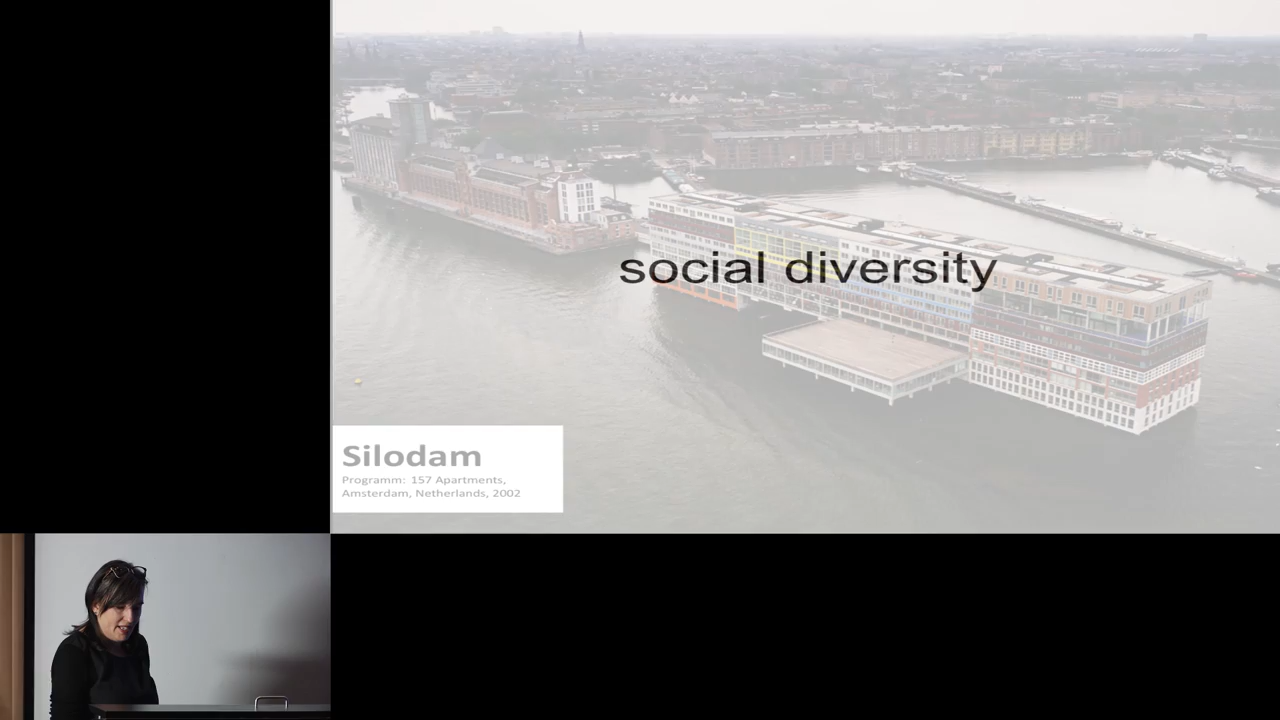 social diversity
Silodam
Programm: 157 Apartments,
Amsterdam, Netherlands, 2002